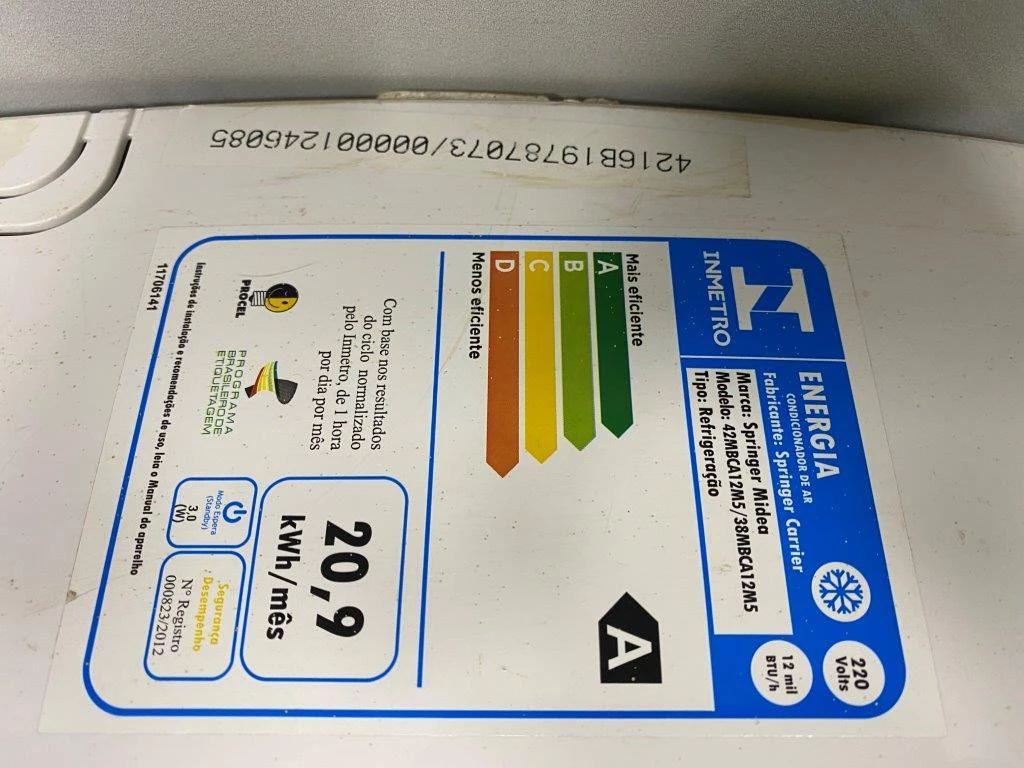 4216B19787073/0000001246085
INMETRO
ENERGIA
CONDICIONADOR DE AR
Fabricante: Springer Carrier
Marca: Springer Midea
Modelo: 42MBCA12M5/38MBCA12M5
Tipo: Refrigeração
220
Volts
12 mil
BTU/h
Mais eficiente
A
B
C
D
Menos eficiente
A
Com base nos resultados
do ciclo normalizado
pelo Inmetro, de 1 hora
por dia por mês
20,9
kWh/mês
PROCEL
PROGRAMA
BRASILEIRO DE
ETIQUETAGEM
Modo Espera
(Standby)
3,0
(W)
Segurança
Desempenho
Nº Registro
000823/2012
Instruções de instalação e recomendações de uso, leia o Manual do aparelho
11706141